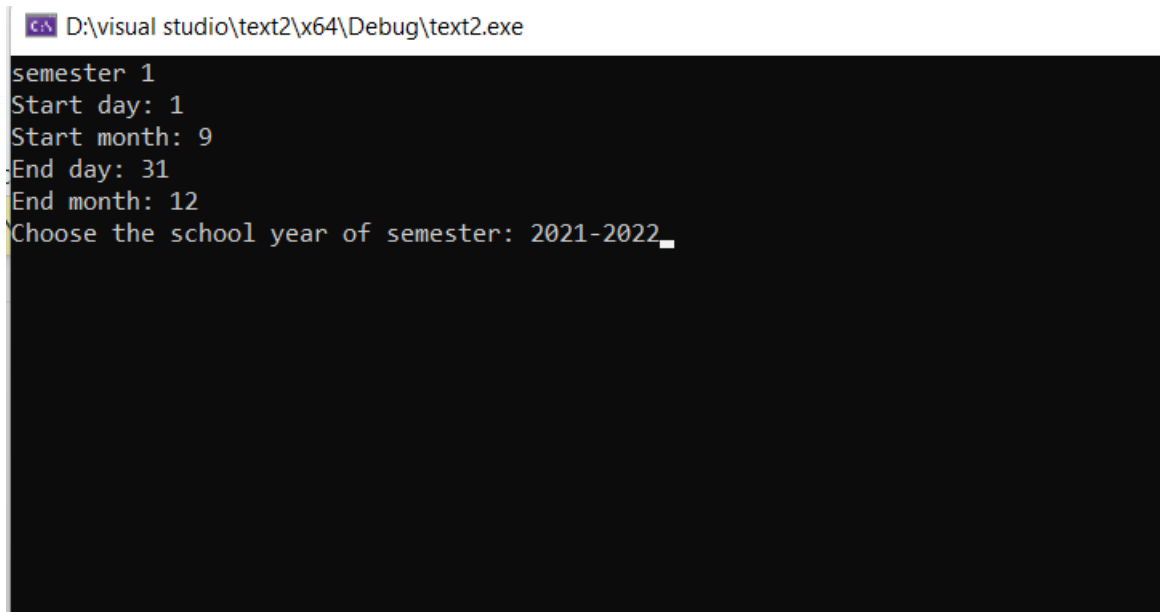 D:\visual studio\text2\x64\Debug\text2.exe
semester 1
Start day: 1
Start month: 9
End day: 31
End month: 12
Choose the school year of semester: 2021-2022